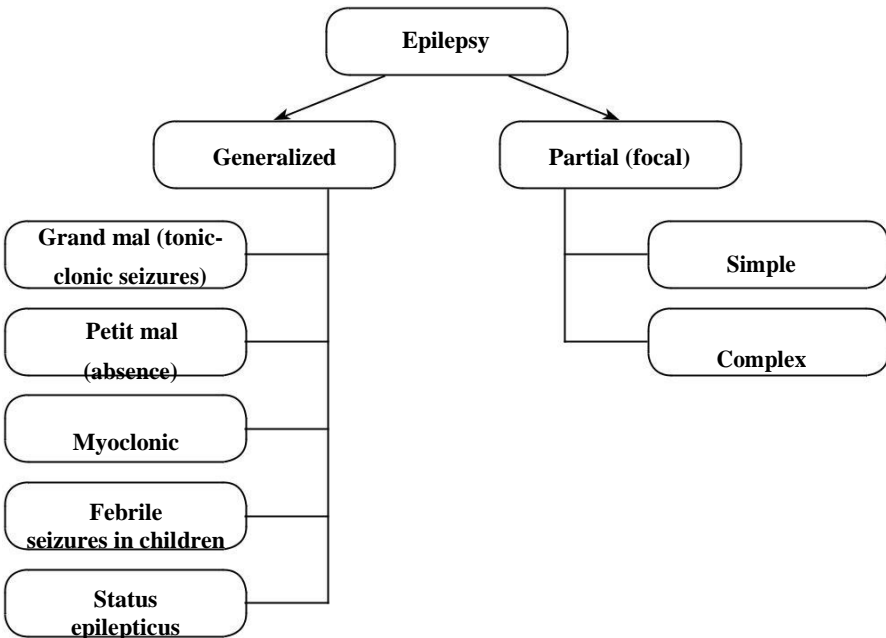 Epilepsy
Generalized
Partial (focal)
Grand mal (tonic-
clonic seizures)
Simple
Petit mal
(absence)
Complex
Myoclonic
Febrile
seizures in children
Status
epilepticus